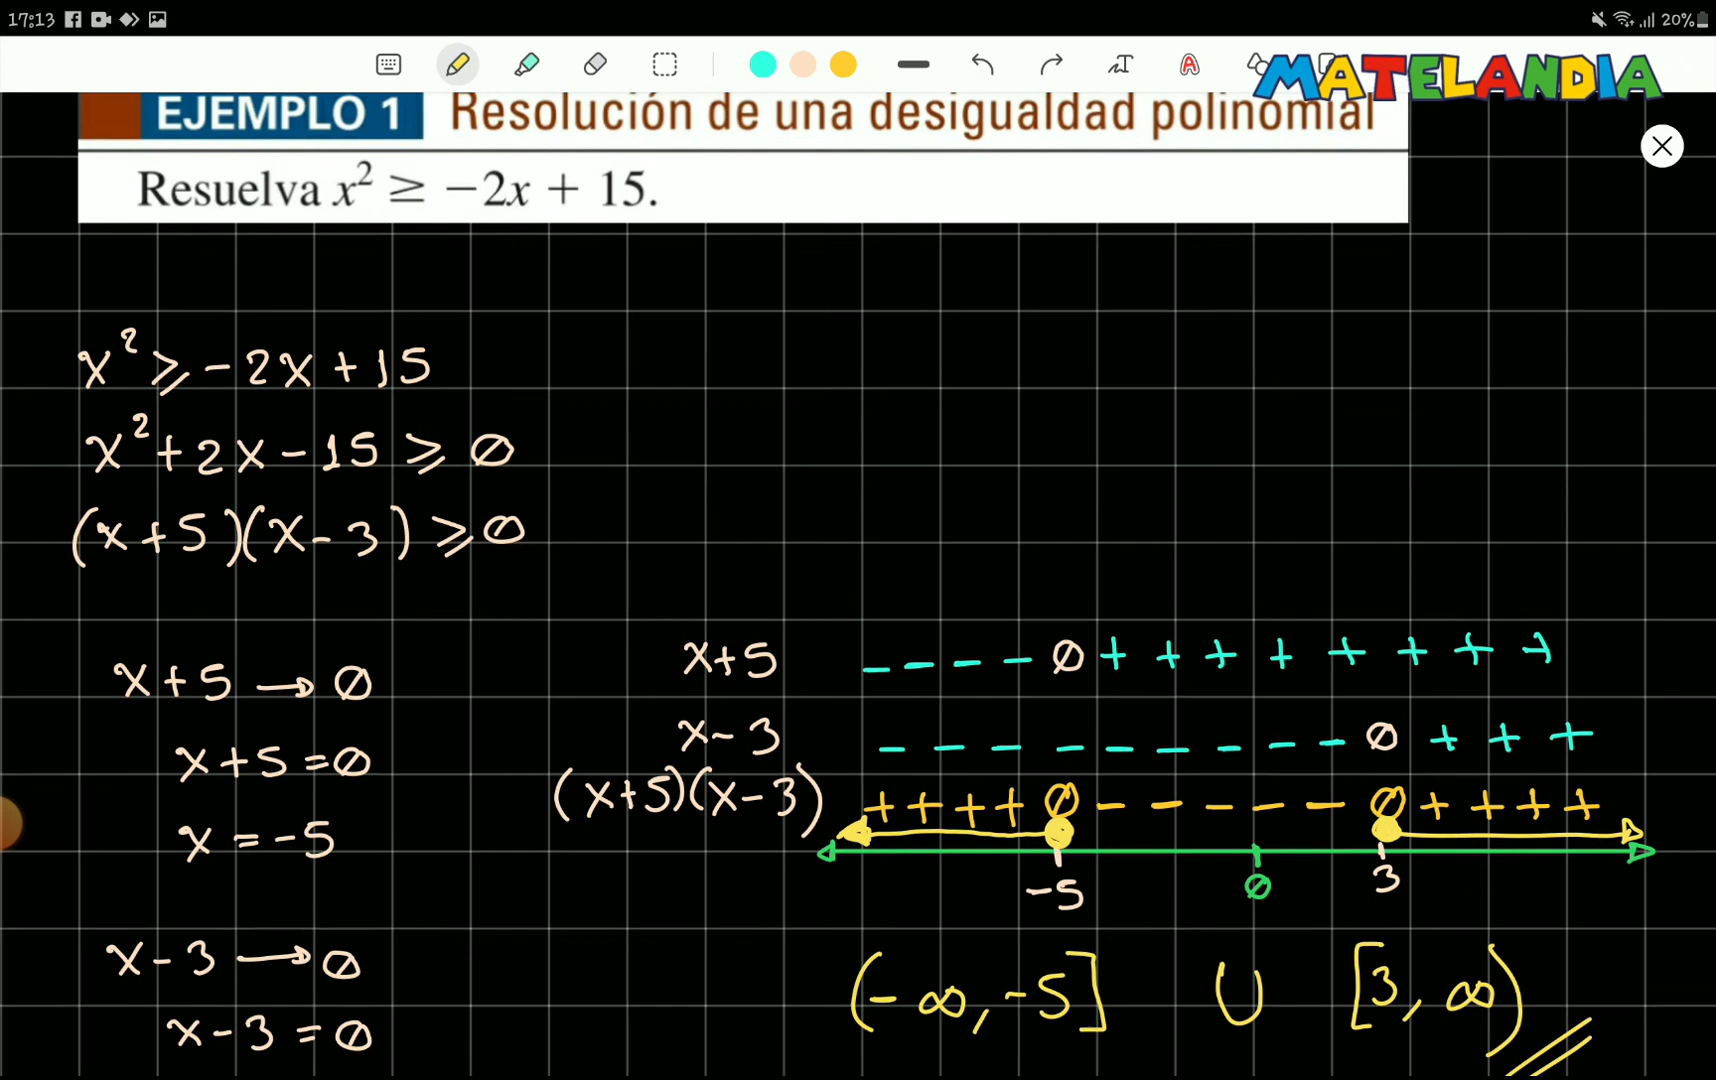 17:13
20%
MATELANDIA
EJEMPLO 1 Resolución de una desigualdad polinomial
Resuelva x² ≥ −2x + 15.
x² ≥ -2x + 15
x² + 2x - 15 ≥ 0
(x+5)(x-3) ≥ 0
x+5 → 0
x+5 = 0
x = -5
x-3 → 0
x-3 = 0
x+5 ---- 0 ++++++++
x-3 --------- 0 +++
(x+5)(x-3) ++++ 0 ----- 0 ++++
-5 0 3
(-∞, -5] ∪ [3, ∞)